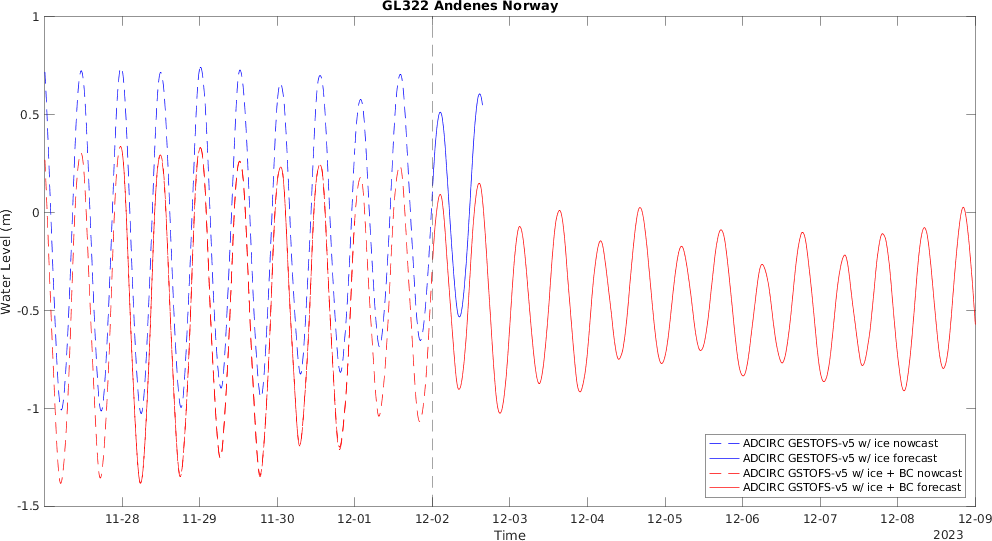 GL322 Andenes Norway
1
0.5
0
-0.5
-1
-1.5
Water Level (m)
ADCIRC GESTOFS-v5 w/ ice nowcast
ADCIRC GESTOFS-v5 w/ ice forecast
ADCIRC GSTOFS-v5 w/ ice + BC nowcast
ADCIRC GSTOFS-v5 w/ ice + BC forecast
11-28 11-29 11-30 12-01 12-02 12-03 12-04 12-05 12-06 12-07 12-08 12-09
Time
2023